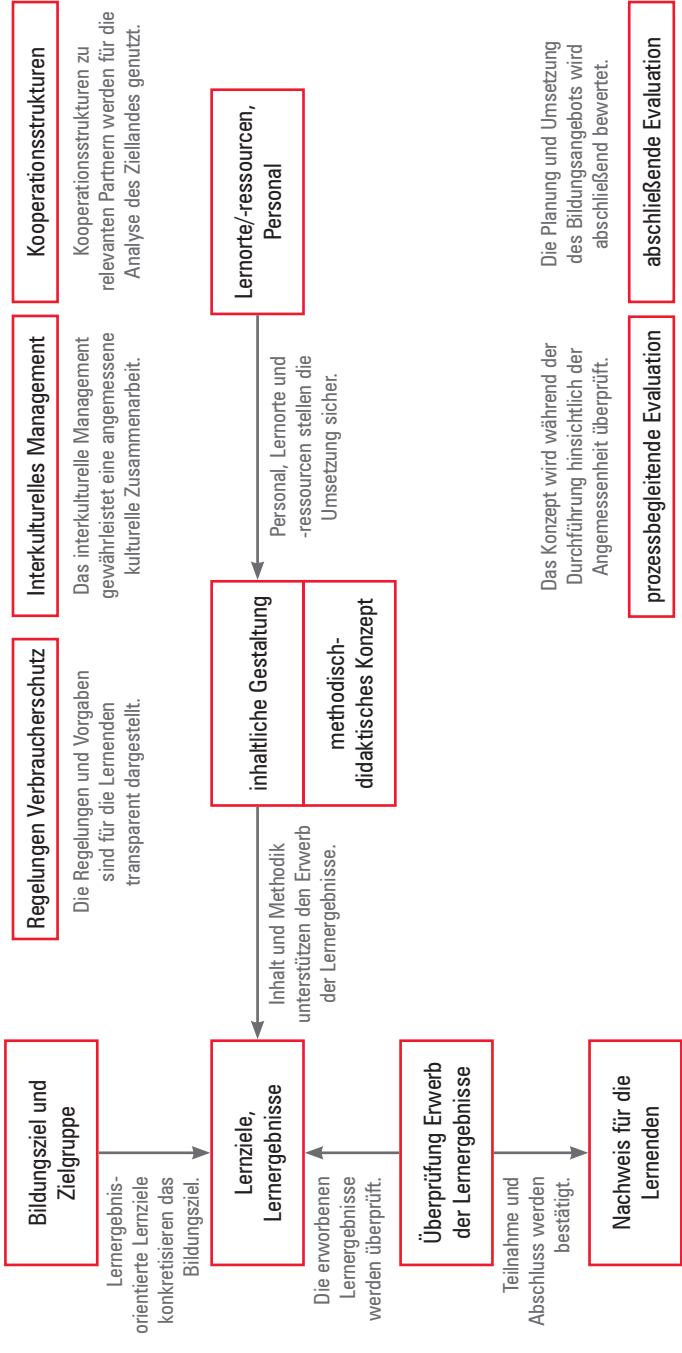 Bildungsziel und
Zielgruppe
Lernergebnis-
orientierte Lernziele
konkretisieren das
Bildungsziel.
Lernziele,
Lernergebnisse
Die erworbenen
Lernergebnisse
werden überprüft.
Überprüfung Erwerb
der Lernergebnisse
Teilnahme und
Abschluss werden
bestätigt.
Nachweis für die
Lernenden
Regelungen Verbraucherschutz
Die Regelungen und Vorgaben
sind für die Lernenden
transparent dargestellt.
Interkulturelles Management
Das interkulturelle Management
gewährleistet eine angemessene
kulturelle Zusammenarbeit.
Kooperationsstrukturen
Kooperationsstrukturen zu
relevanten Partnern werden für die
Analyse des Ziellandes genutzt.
Inhalt und Methodik
unterstützen den Erwerb
der Lernergebnisse.
inhaltliche Gestaltung
methodisch-
didaktisches Konzept
Personal, Lernorte und
-ressourcen stellen die
Umsetzung sicher.
Lernorte/-ressourcen,
Personal
Das Konzept wird während der
Durchführung hinsichtlich der
Angemessenheit überprüft.
prozessbegleitende Evaluation
Die Planung und Umsetzung
des Bildungsangebots wird
abschließend bewertet.
abschließende Evaluation